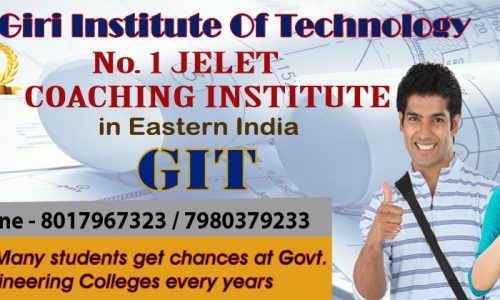 Giri Institute Of Technology
No. 1 JELET
COACHING INSTITUTE
in Eastern India
GIT
ne - 8017967323 / 7980379233
Many students get chances at Govt.
ineering Colleges every years